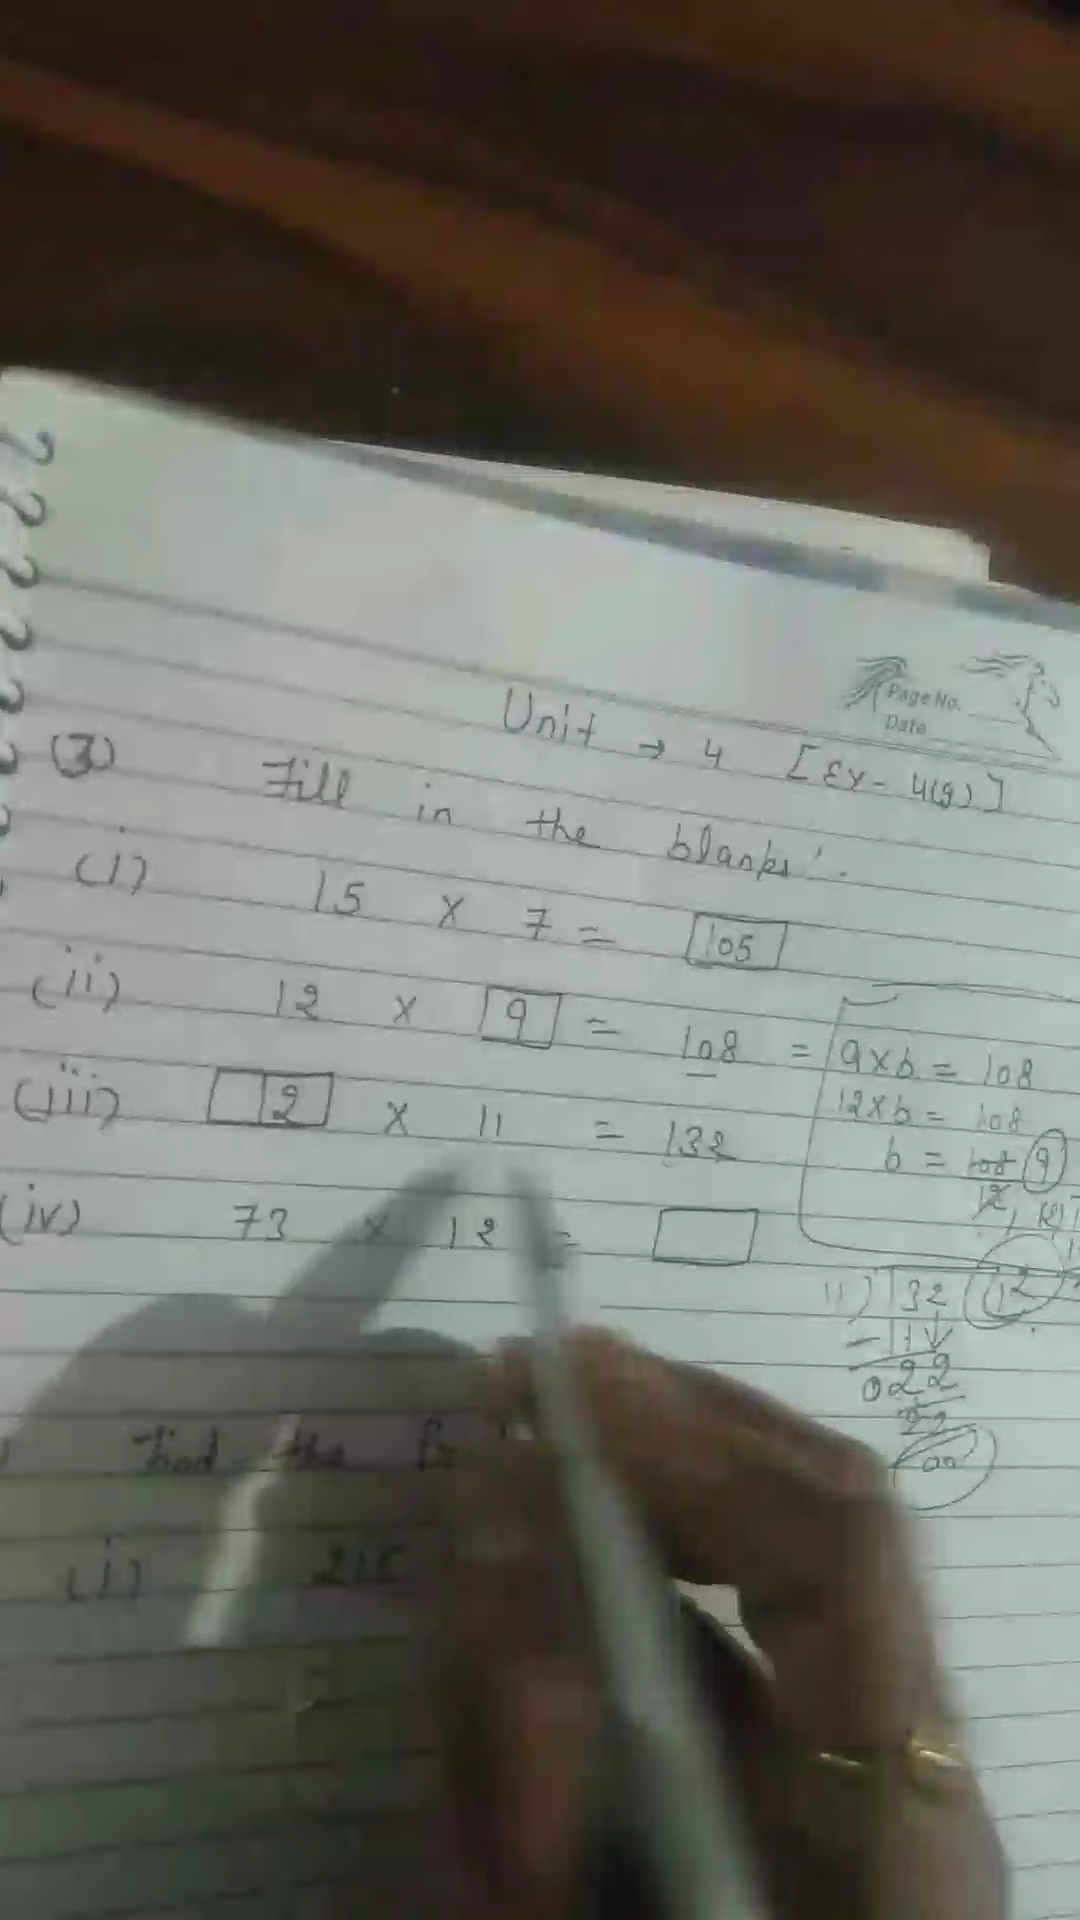 Page No.
Date
Unit → 4 [Ex- 4(g)]
(3) Fill in the blanks:
(i) 15 x 7 = 105
(ii) 12 x 9 = 108 =
(iii) 12 x 11 = 132
(iv) 73 x 12 =
a x b = 108
12 x b = 108
b = 108 9
12
11) 132 (12
- 11↓
022
22
00
Find the
(i)